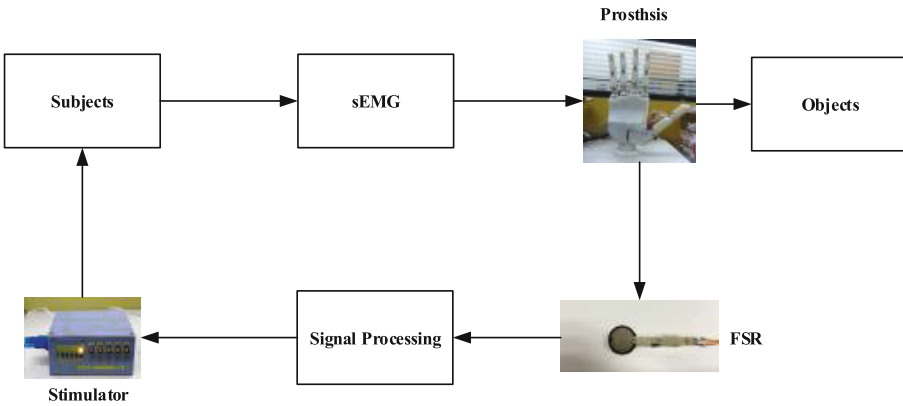 Prosthsis
Subjects
sEMG
Objects
Signal Processing
FSR
Stimulator